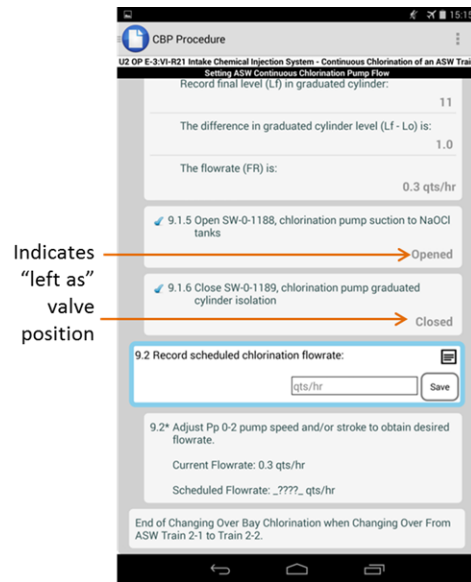 15:15
CBP Procedure
U2 OP E-3:VI-R21 Intake Chemical Injection System - Continuous Chlorination of an ASW Trai
Setting ASW Continuous Chlorination Pump Flow
Record final level (Lf) in graduated cylinder:
11
The difference in graduated cylinder level (Lf - Lo) is:
1.0
The flowrate (FR) is:
0.3 qts/hr
9.1.5 Open SW-0-1188, chlorination pump suction to NaOCl
tanks
Opened
9.1.6 Close SW-0-1189, chlorination pump graduated
cylinder isolation
Closed
Indicates
“left as”
valve
position
9.2 Record scheduled chlorination flowrate:
qts/hr
Save
9.2* Adjust Pp 0-2 pump speed and/or stroke to obtain desired
flowrate.
Current Flowrate: 0.3 qts/hr
Scheduled Flowrate: _????_ qts/hr
End of Changing Over Bay Chlorination when Changing Over From
ASW Train 2-1 to Train 2-2.